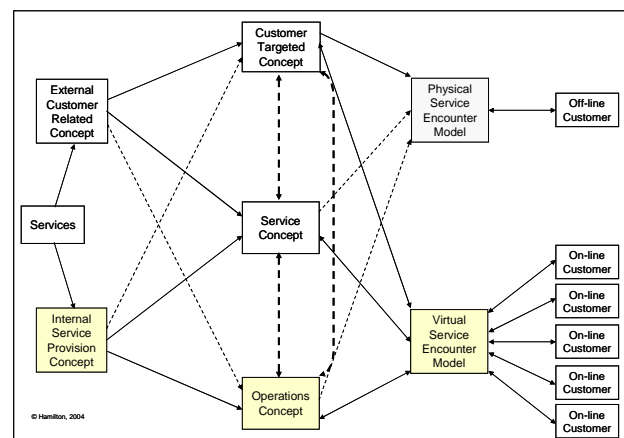 Customer
Targeted
Concept
External
Customer
Related
Concept
Physical
Service
Encounter
Model
Off-line
Customer
Services
Service
Concept
Internal
Service
Provision
Concept
Virtual
Service
Encounter
Model
On-line
Customer
On-line
Customer
On-line
Customer
On-line
Customer
On-line
Customer
Operations
Concept
© Hamilton, 2004